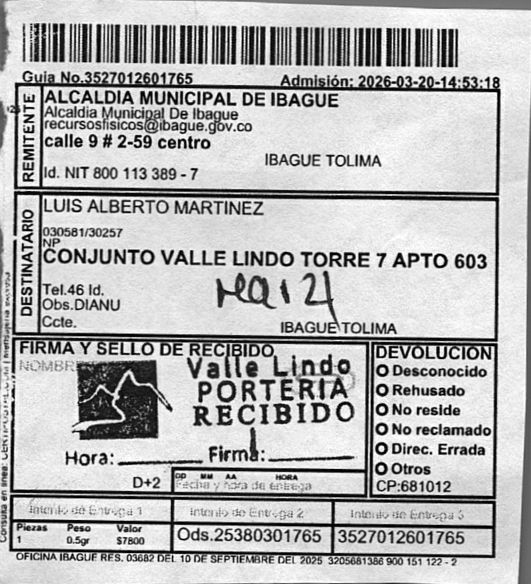 Guia No.3527012601765 Admisión: 2026-03-20-14:53:18
REMITENTE
ALCALDIA MUNICIPAL DE IBAGUE
Alcaldia Municipal De Ibague
recursosfisicos@ibague.gov.co
calle 9 # 2-59 centro
IBAGUE TOLIMA
Id. NIT 800 113 389 - 7
DESTINATARIO
LUIS ALBERTO MARTINEZ
030581/30257
NP
CONJUNTO VALLE LINDO TORRE 7 APTO 603
Tel.46 Id.
Obs.DIANU
Ccte.
IBAGUE TOLIMA
FIRMA Y SELLO DE RECIBIDO
NOMBRE
Valle Lindo
PORTERIA
RECIBIDO
Hora: Firma:
D+2
DD MM AA HORA
Fecha y hora de entrega
DEVOLUCION
Desconocido
Rehusado
No reside
No reclamado
Direc. Errada
Otros
CP:681012
Intento de Entrega 1 Intento de Entrega 2 Intento de Entrega 3
Piezas Peso Valor
1 0.5gr $7800
Ods.25380301765 3527012601765
OFICINA IBAGUE RES. 03682 DEL 10 DE SEPTIEMBRE DEL 2025 3205681386 900 151 122 - 2
Consulta en linea: